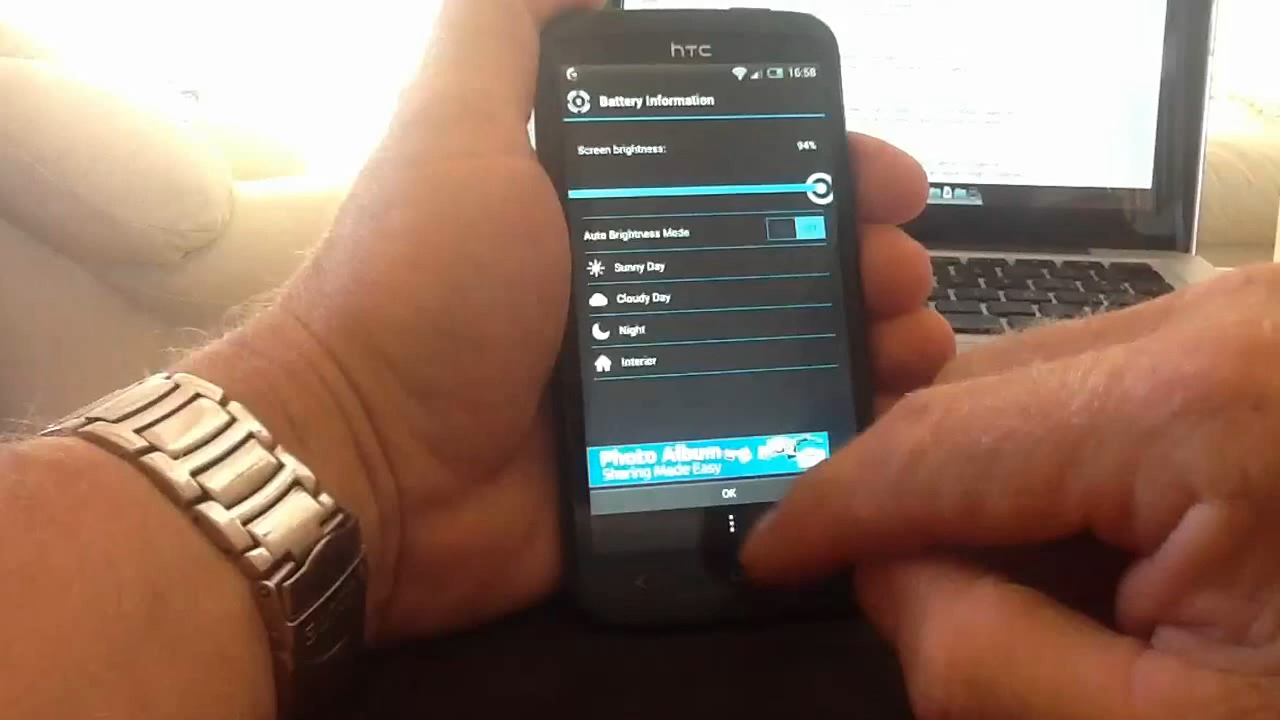 hTC
16:58
Battery Information
Screen brightness:
94%
Auto Brightness Mode
Sunny Day
Cloudy Day
Night
Interior
Photo Album
Sharing Made Easy
OK